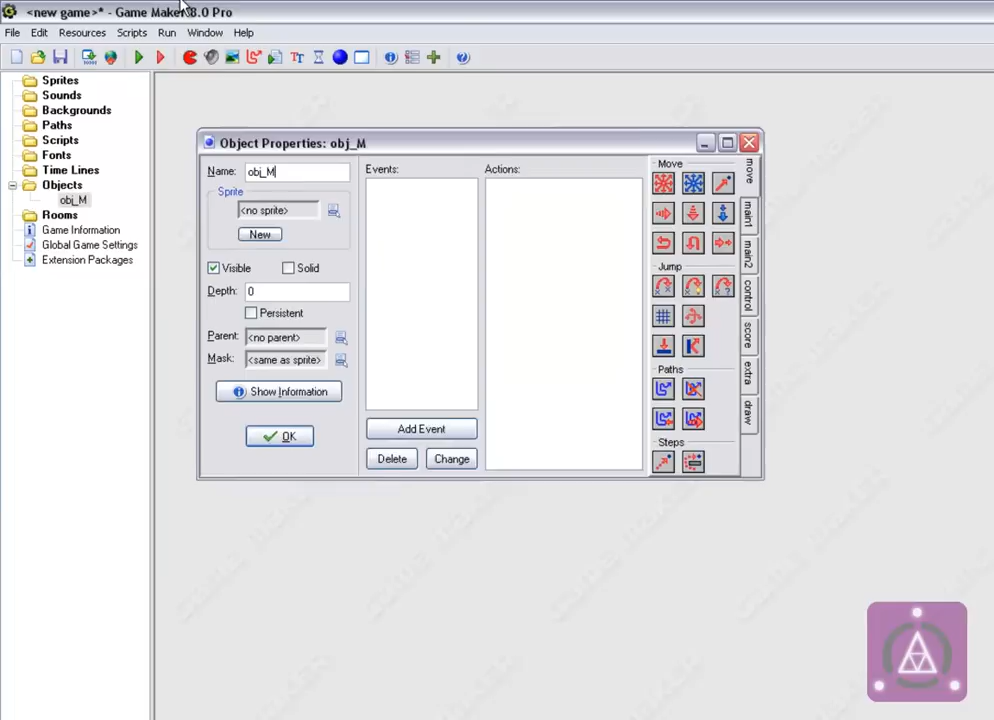 <new game>* - Game Maker 8.0 Pro
File Edit Resources Scripts Run Window Help
Sprites
Sounds
Backgrounds
Paths
Scripts
Fonts
Time Lines
Objects
obj_M
Rooms
Game Information
Global Game Settings
Extension Packages
Object Properties: obj_M
Name: obj_M
Sprite
<no sprite>
New
Visible Solid
Depth: 0
Persistent
Parent: <no parent>
Mask: <same as sprite>
Show Information
OK
Events:
Add Event
Delete Change
Actions:
Move
Jump
Paths
Steps
move
main1
main2
control
score
extra
draw